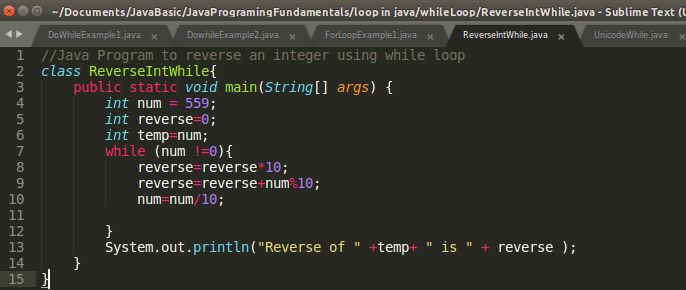 ~/Documents/JavaBasic/JavaProgramingFundamentals/loop in java/whileLoop/ReverseIntWhile.java - Sublime Text (U
DoWhileExample1.java × DowhileExample2.java × ForLoopExample1.java × ReverseIntWhile.java × UnicodeWhile.java
1 //Java Program to reverse an integer using while loop
2 class ReverseIntWhile{
3 public static void main(String[] args) {
4 int num = 559;
5 int reverse=0;
6 int temp=num;
7 while (num !=0){
8 reverse=reverse*10;
9 reverse=reverse+num%10;
10 num=num/10;
11
12 }
13 System.out.println("Reverse of " +temp+ " is " + reverse );
14 }
15 }